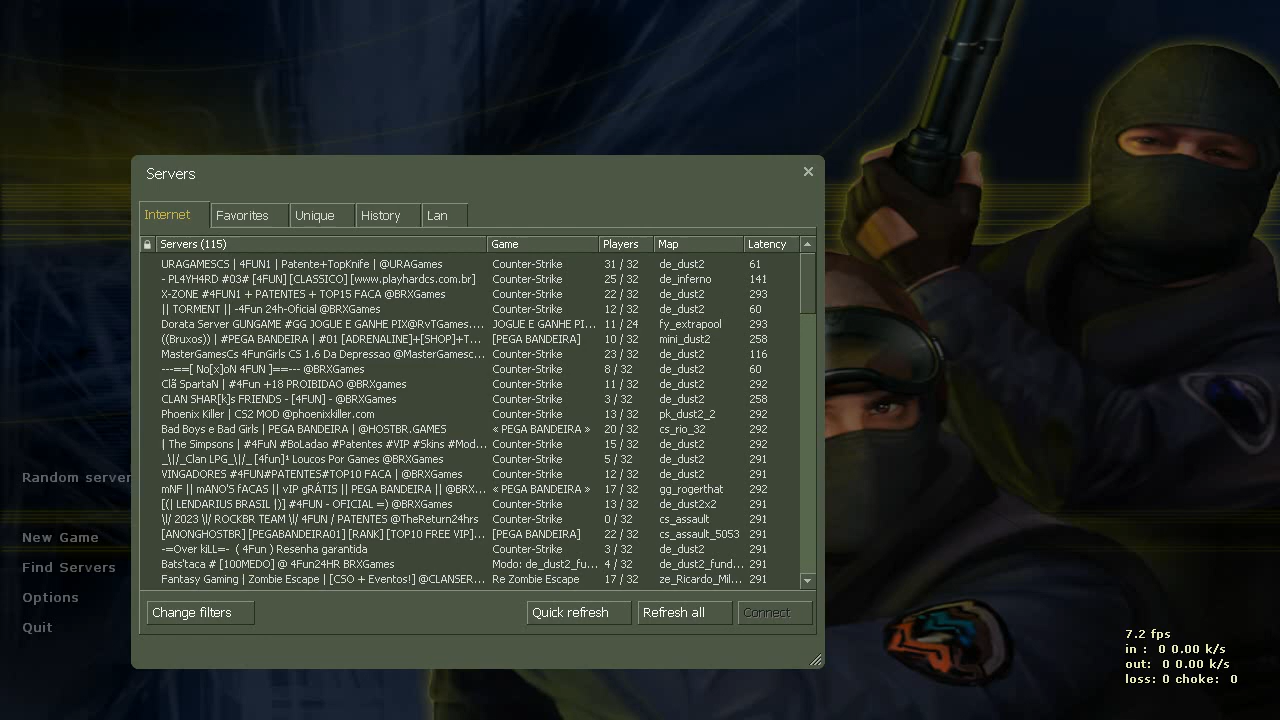 Servers
Internet Favorites Unique History Lan
Servers (115) Game Players Map Latency
URAGAMESCS | 4FUN1 | Patente+TopKnife | @URAGames Counter-Strike 31 / 32 de_dust2 61
~ PL4YH4RD #03# [4FUN] [CLASSICO] [www.playhardcs.com.br] Counter-Strike 25 / 32 de_inferno 141
X-ZONE #4FUN1 + PATENTES + TOP15 FACA @BRXGames Counter-Strike 22 / 32 de_dust2 293
|| TORMENT || -4Fun 24h-Oficial @BRXGames Counter-Strike 12 / 32 de_dust2 60
Dorata Server GUNGAME #GG JOGUE E GANHE PIX@RvTGames.... JOGUE E GANHE PI... 11 / 24 fy_extrapool 293
((Bruxos)) | #PEGA BANDEIRA | #01 [ADRENALINE]+[SHOP]+T... [PEGA BANDEIRA] 10 / 32 mini_dust2 258
MasterGamesCs 4FunGirls CS 1.6 Da Depressao @MasterGamesc... Counter-Strike 23 / 32 de_dust2 116
---==[ No[x]oN 4FUN ]==--- @BRXGames Counter-Strike 8 / 32 de_dust2 60
Clã SpartaN | #4Fun +18 PROIBIDAO @BRXgames Counter-Strike 11 / 32 de_dust2 292
CLAN SHAR[k]s FRIENDS - [4FUN] - @BRXGames Counter-Strike 3 / 32 de_dust2 258
Phoenix Killer | CS2 MOD @phoenixkiller.com Counter-Strike 13 / 32 pk_dust2_2 292
Bad Boys e Bad Girls | PEGA BANDEIRA | @HOSTBR.GAMES « PEGA BANDEIRA » 20 / 32 cs_rio_32 292
| The Simpsons | #4FuN #BoLadao #Patentes #VIP #Skins #Mod... Counter-Strike 15 / 32 de_dust2 292
_\|/_Clan LPG_\|/_ [4fun]¹ Loucos Por Games @BRXGames Counter-Strike 5 / 32 de_dust2 291
VINGADORES #4FUN#PATENTES#TOP10 FACA | @BRXGames Counter-Strike 12 / 32 de_dust2 291
mNF || mANO'S fACAS || vIP gRÁTIS || PEGA BANDEIRA || @BRX... « PEGA BANDEIRA » 17 / 32 gg_rogerthat 292
[(| LENDARIUS BRASIL |)] #4FUN - OFICIAL =) @BRXGames Counter-Strike 13 / 32 de_dust2x2 291
\|/ 2023 \|/ ROCKBR TEAM \|/ 4FUN / PATENTES @TheReturn24hrs Counter-Strike 0 / 32 cs_assault 291
[ANONGHOSTBR] [PEGABANDEIRA01] [RANK] [TOP10 FREE VIP]... [PEGA BANDEIRA] 22 / 32 cs_assault_5053 291
-=Over kiLL=- ( 4Fun ) Resenha garantida Counter-Strike 3 / 32 de_dust2 291
Bats'taca # [100MEDO] @ 4Fun24HR BRXGames Modo: de_dust2_fu... 4 / 32 de_dust2_fund... 291
Fantasy Gaming | Zombie Escape | [CSO + Eventos!] @CLANSER... Re Zombie Escape 17 / 32 ze_Ricardo_Mil... 291
Change filters Quick refresh Refresh all Connect
Random server
New Game
Find Servers
Options
Quit
7.2 fps
in : 0 0.00 k/s
out: 0 0.00 k/s
loss: 0 choke: 0